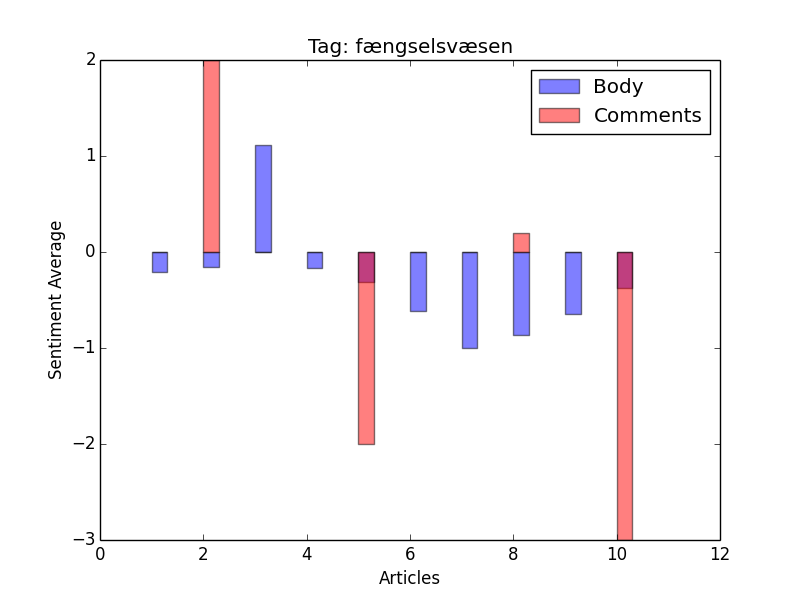 Tag: fængselsvæsen
Body
Comments
2
1
0
−1
−2
−3
Sentiment Average
0 2 4 6 8 10 12
Articles